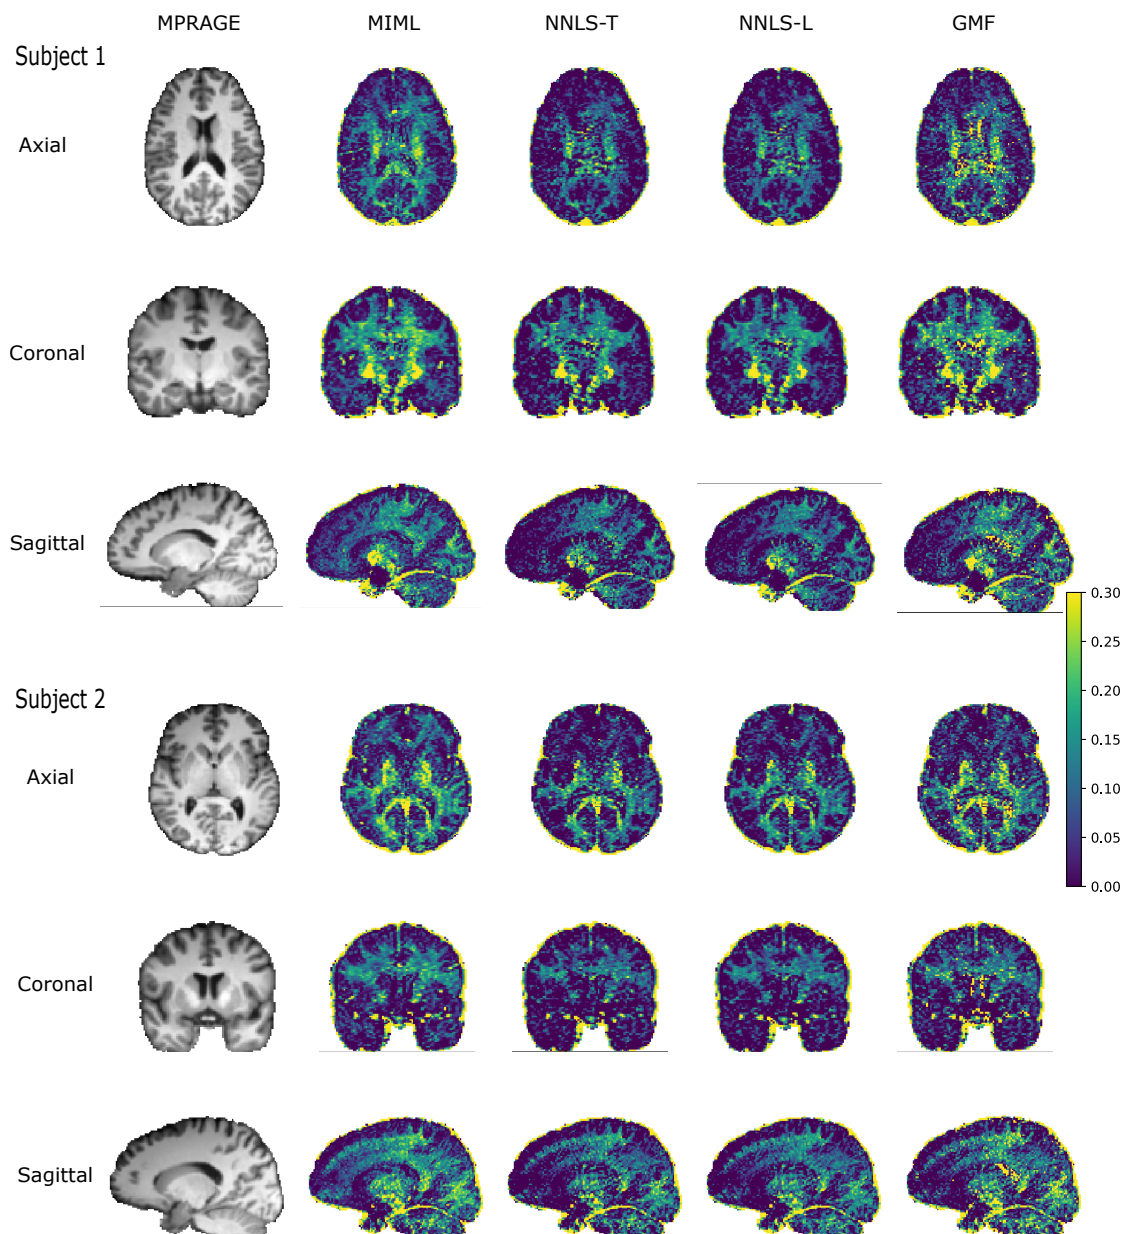 MPRAGE MIML NNLS-T NNLS-L GMF
Subject 1
Axial
Coronal
Sagittal
0.30
0.25
0.20
0.15
0.10
0.05
0.00
Subject 2
Axial
Coronal
Sagittal